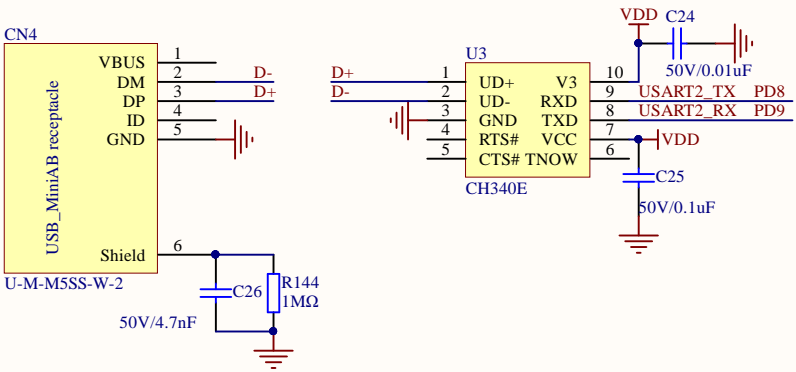 CN4
VBUS 1
DM 2 D-
DP 3 D+
ID 4
GND 5
USB_MiniAB receptacle
Shield 6
U-M-M5SS-W-2
C26
50V/4.7nF
R144
1MΩ
VDD
C24
50V/0.01uF
U3
D+ 1 UD+ V3 10
D- 2 UD- RXD 9 USART2_TX PD8
3 GND TXD 8 USART2_RX PD9
4 RTS# VCC 7 VDD
5 CTS# TNOW 6
CH340E
C25
50V/0.1uF